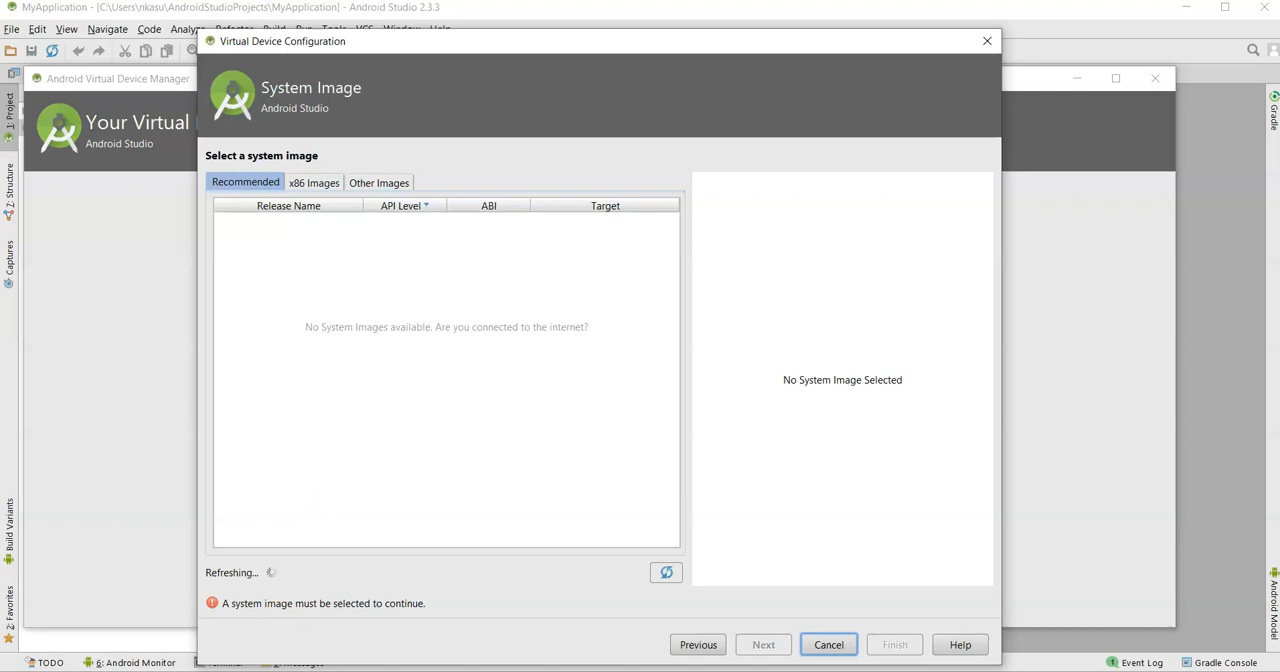 MyApplication - [C:\Users\nkasu\AndroidStudioProjects\MyApplication] - Android Studio 2.3.3
File Edit View Navigate Code
Virtual Device Configuration
Android Virtual Device Manager
System Image
Android Studio
Your Virtual
Android Studio
Select a system image
Recommended x86 Images Other Images
Release Name API Level ABI Target
No System Images available. Are you connected to the internet?
No System Image Selected
Refreshing...
A system image must be selected to continue.
Previous Next Cancel Finish Help
1: Project
7: Structure
Captures
Build Variants
2: Favorites
Gradle
Android Model
TODO 6: Android Monitor 1 Event Log Gradle Console